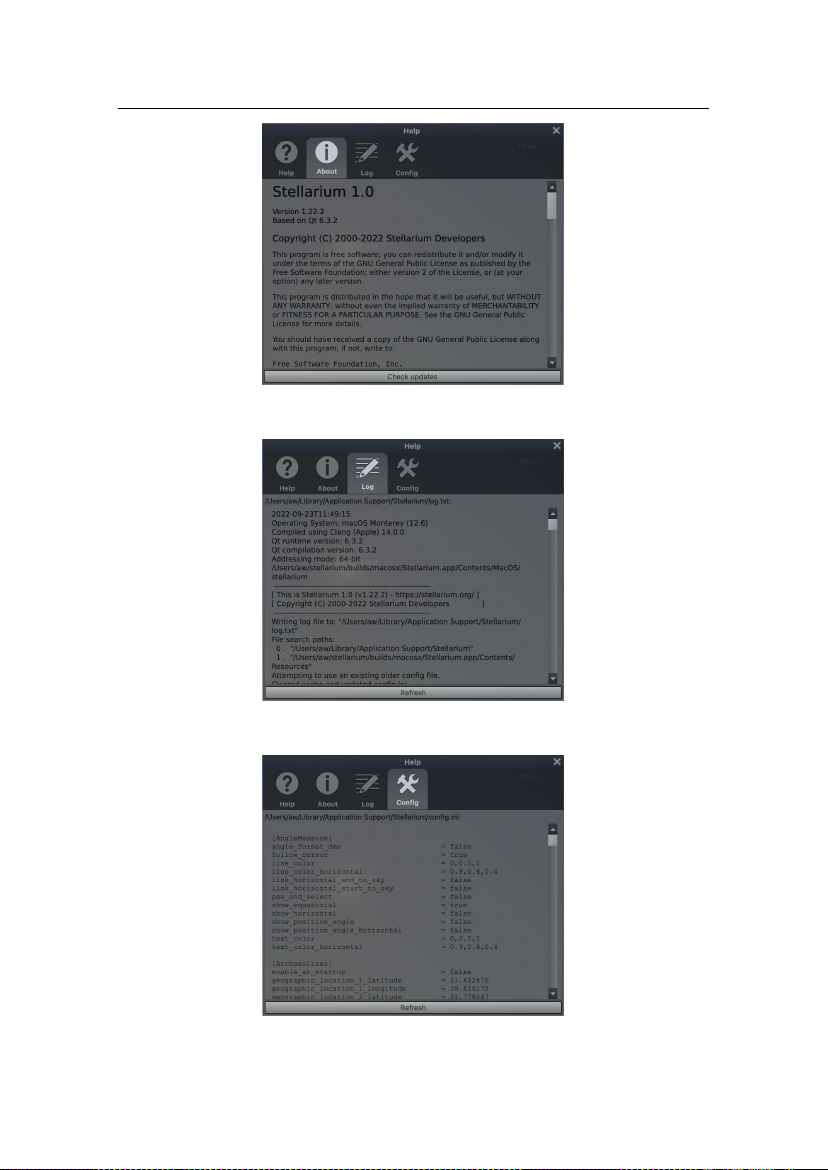 Help
Help
About
Log
Config
Stellarium 1.0
Version 1.22.2
Based on Qt 6.3.2
Copyright (C) 2000-2022 Stellarium Developers
This program is free software; you can redistribute it and/or modify it
under the terms of the GNU General Public License as published by the
Free Software Foundation; either version 2 of the License, or (at your
option) any later version.
This program is distributed in the hope that it will be useful, but WITHOUT
ANY WARRANTY; without even the implied warranty of MERCHANTABILITY
or FITNESS FOR A PARTICULAR PURPOSE. See the GNU General Public
License for more details.
You should have received a copy of the GNU General Public License along
with this program; if not, write to:
Free Software Foundation, Inc.
Check updates
Help
Help
About
Log
Config
/Users/aw/Library/Application Support/Stellarium/log.txt:
2022-09-23T11:49:15
Operating System: macOS Monterey (12.6)
Compiled using Clang (Apple) 14.0.0
Qt runtime version: 6.3.2
Qt compilation version: 6.3.2
Addressing mode: 64-bit
/Users/aw/stellarium/builds/macosx/Stellarium.app/Contents/MacOS/
stellarium
[ This is Stellarium 1.0 (v1.22.2) - https://stellarium.org/ ]
[ Copyright (C) 2000-2022 Stellarium Developers ]
Writing log file to: "/Users/aw/Library/Application Support/Stellarium/
log.txt"
File search paths:
0 . "/Users/aw/Library/Application Support/Stellarium"
1 . "/Users/aw/stellarium/builds/macosx/Stellarium.app/Contents/
Resources"
Attempting to use an existing older config file.
Cleared cache and updated config.ini
Refresh
Help
Help
About
Log
Config
/Users/aw/Library/Application Support/Stellarium/config.ini:
[AngleMeasure]
angle_format_dms = false
follow_cursor = true
line_color = 0,0.5,1
line_color_horizontal = 0.9,0.6,0.4
link_horizontal_end_to_sky = false
link_horizontal_start_to_sky = false
pan_and_select = false
show_equatorial = true
show_horizontal = false
show_position_angle = false
show_position_angle_horizontal = false
text_color = 0,0.5,1
text_color_horizontal = 0.9,0.6,0.4
[ArchaeoLines]
enable_at_startup = false
geographic_location_1_latitude = 21.422476
geographic_location_1_longitude = 39.826175
geographic_location_2_latitude = 31.778087
Refresh